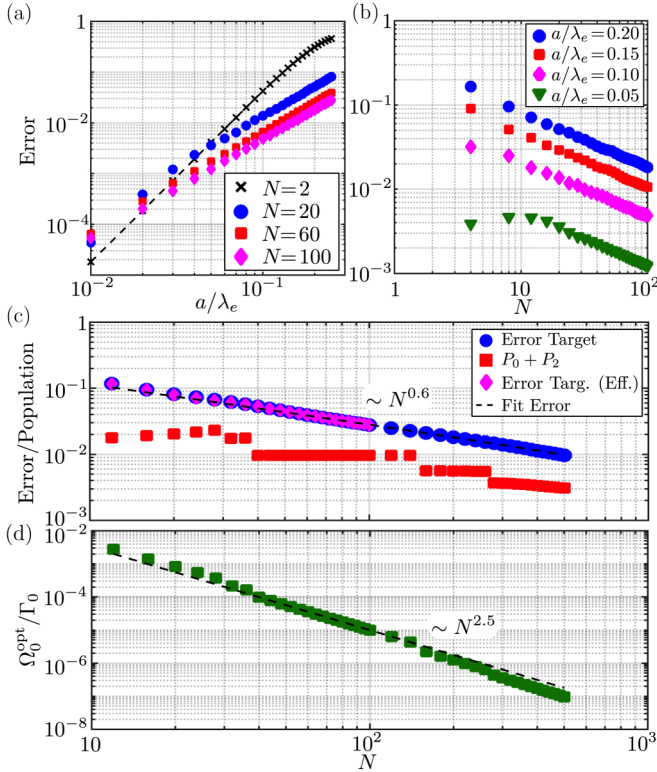 (a)
Error
10^0
10^-2
10^-4
10^-2
10^-1
a/λ_e
N=2
N=20
N=60
N=100
(b)
10^-1
10^-2
10^-3
1
10
10^2
N
a/λ_e=0.20
a/λ_e=0.15
a/λ_e=0.10
a/λ_e=0.05
(c)
Error/Population
1
10^-1
10^-2
10^-3
~ N^0.6
Error Target
P_0 + P_2
Error Targ. (Eff.)
Fit Error
(d)
Ω_0^opt/Γ_0
10^-2
10^-4
10^-6
10^-8
~ N^2.5
10
10^2
10^3
N